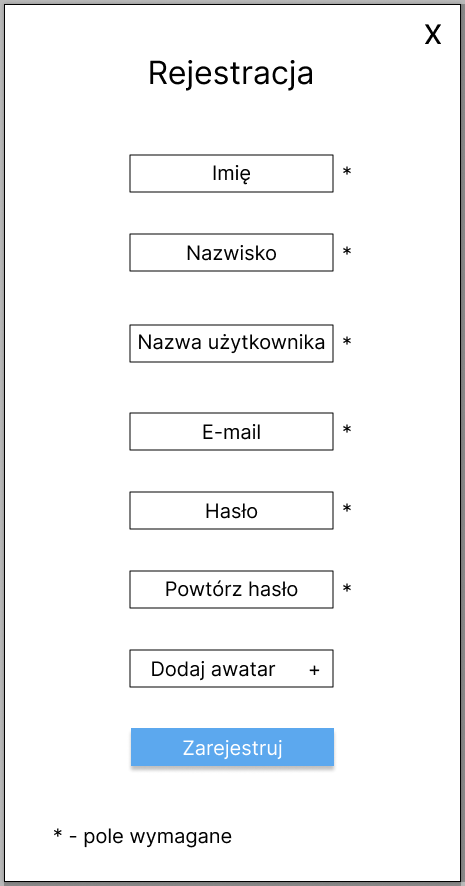 X
Rejestracja
Imię *
Nazwisko *
Nazwa użytkownika *
E-mail *
Hasło *
Powtórz hasło *
Dodaj awatar +
Zarejestruj
* - pole wymagane